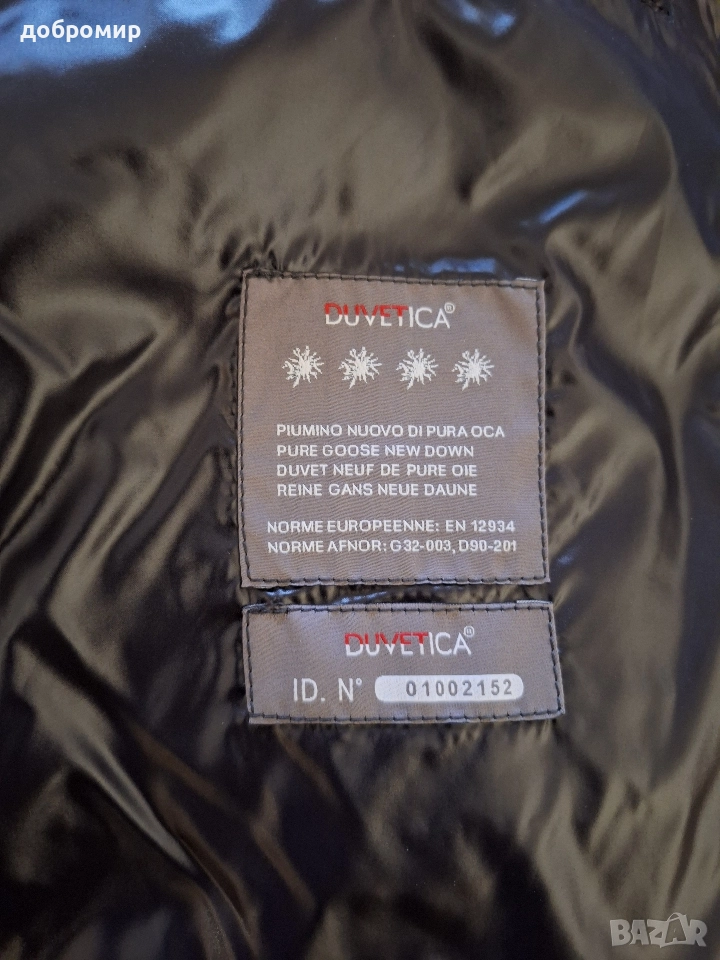 добромир
DUVETICA®
PIUMINO NUOVO DI PURA OCA
PURE GOOSE NEW DOWN
DUVET NEUF DE PURE OIE
REINE GANS NEUE DAUNE
NORME EUROPEENNE: EN 12934
NORME AFNOR: G32-003, D90-201
DUVETICA®
ID. N° 01002152
BAZAR